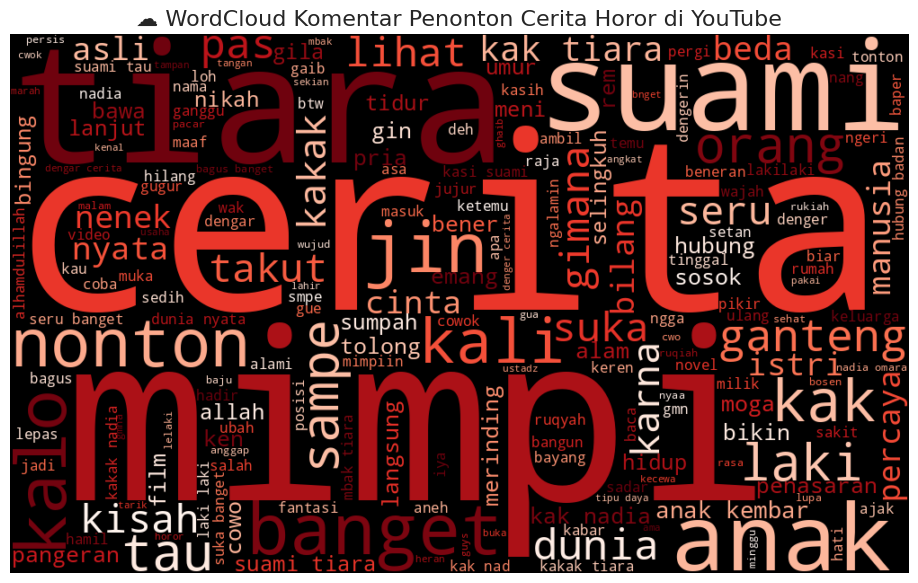 ☁ WordCloud Komentar Penonton Cerita Horor di YouTube
persis
cwok
asli
suami tau
tampan
marah
nadia
loh
nama
nikah
pas
gila
mbak
tangan
gaib
sekian
lihat
kak tiara
umur
kasih
beda
pergi
kasi
tonton
nang
baper
tiara
suami
bawa
lanjut
pacar
kenal
ganggu
maaf
btw
tidur
gin
deh
meni
ghaib
rem
bnget
dengerin
ambil
ngeri
bingung
dengar cerita
bagus banget
kakak
pria
raja
temu
orang
hilang
gugur
asa
kasi suami
jujur
angkat
beneran
lakilaki
wajah
hubung badan
cerita
malam
nenek
wak
dengar
masuk
ketemu
ngalamin
gimana
selingkuh
bilang
seru
rukiah
denger
manusia
video
usaha
nyata
takut
wujud
jin
bener
apa
denger cerita
setan
hubung
tinggal
biar
rumah
alhamdulillah
kau
muka
coba
sedih
lahir
smpe
gue
emang
cinta
sosok
pakai
pikir
seru banget
dunia nyata
sumpah
cowok
gua
suka
ngga
ulang
sehat
keluarga
nonton
sampe
tolong
kali
alam
cwo
ganteng
alami
mimpiin
keren
karna
ruqiah
novel
istri
nadia omara
bagus
baju
posisi
ustadz
nyaa
milik
bosen
percaya
mimpi
kalo
hadir
allah
ubah
lelaki
merinding
ruqyah
gmn
baca
moga
kak
lepas
kakak nadia
ken
anggap
langsung
bangun
bayang
bikin
sakit
jadi
film
salah
laki laki
mbak tiara
iya
hidup
rasa
laki
kecewa
sadar
penasaran
tarik
suka banget
cowo
fantasi
aneh
tipu daya
lupa
kisah
horor
buka
kak nadia
anak kembar
ajak
hamil
tau
banget
guys
kabar
dunia
anak
hati
minggu
pangeran
suami tiara
heran
kak nad
kakak tiara